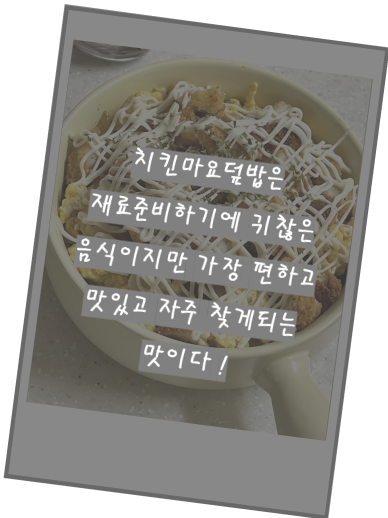 치킨마요덮밥은
재료준비하기에 귀찮은
음식이지만 가장 편하고
맛있고 자주 찾게되는
맛이다!